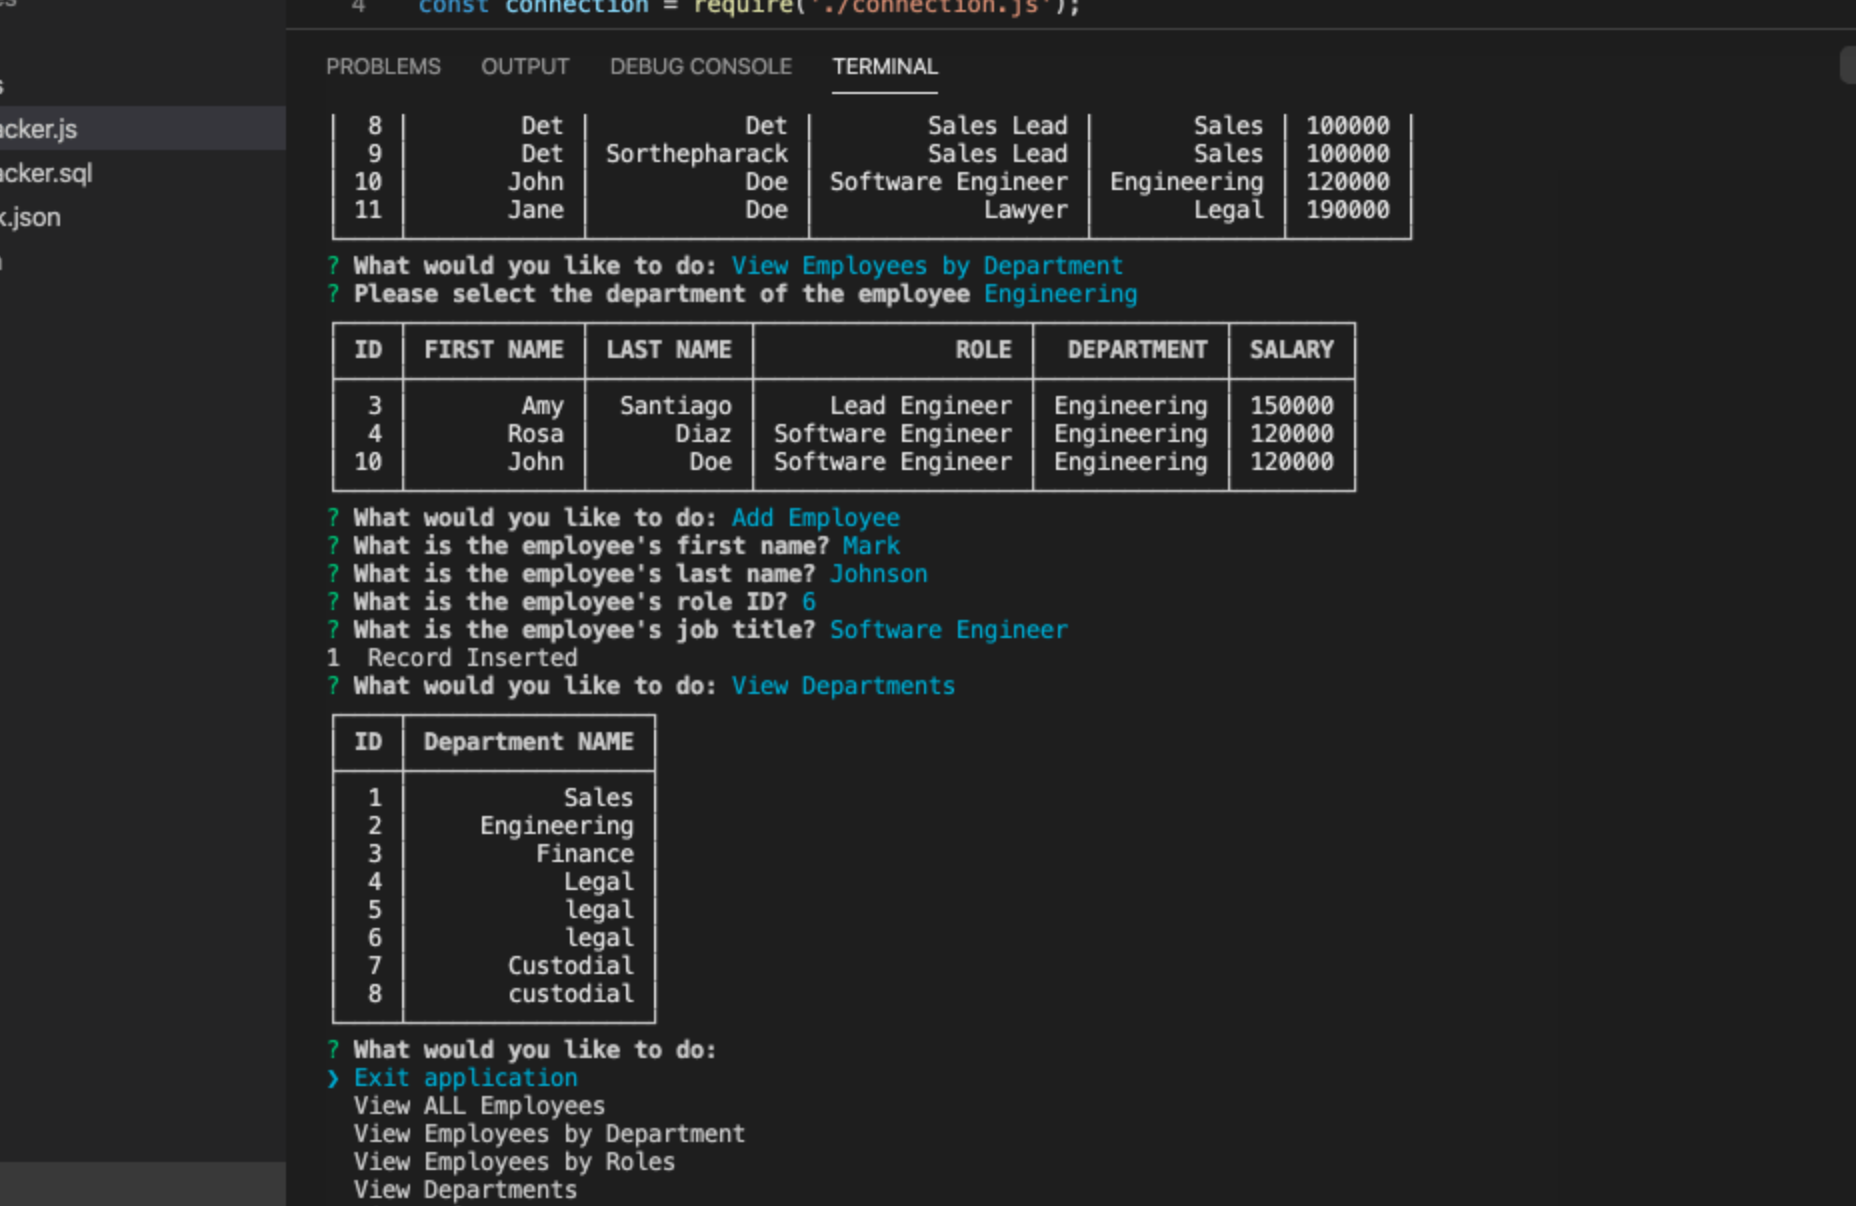 4 const connection = require('./connection.js');
PROBLEMS OUTPUT DEBUG CONSOLE TERMINAL
acker.js
acker.sql
k.json
8 Det Det Sales Lead Sales 100000
9 Det Sorthepharack Sales Lead Sales 100000
10 John Doe Software Engineer Engineering 120000
11 Jane Doe Lawyer Legal 190000
? What would you like to do: View Employees by Department
? Please select the department of the employee Engineering
ID FIRST NAME LAST NAME ROLE DEPARTMENT SALARY
3 Amy Santiago Lead Engineer Engineering 150000
4 Rosa Diaz Software Engineer Engineering 120000
10 John Doe Software Engineer Engineering 120000
? What would you like to do: Add Employee
? What is the employee's first name? Mark
? What is the employee's last name? Johnson
? What is the employee's role ID? 6
? What is the employee's job title? Software Engineer
1 Record Inserted
? What would you like to do: View Departments
ID Department NAME
1 Sales
2 Engineering
3 Finance
4 Legal
5 legal
6 legal
7 Custodial
8 custodial
? What would you like to do:
❯ Exit application
View ALL Employees
View Employees by Department
View Employees by Roles
View Departments